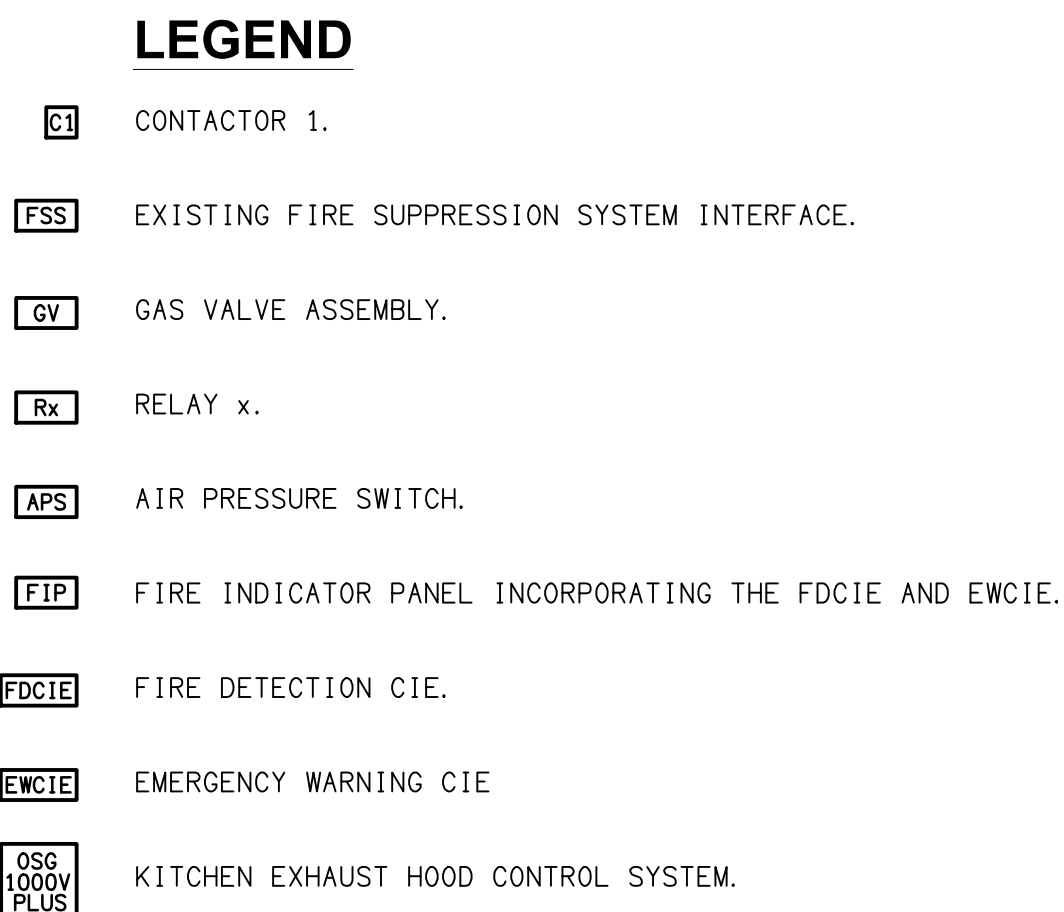 LEGEND
C1 CONTACTOR 1.
FSS EXISTING FIRE SUPPRESSION SYSTEM INTERFACE.
GV GAS VALVE ASSEMBLY.
Rx RELAY x.
APS AIR PRESSURE SWITCH.
FIP FIRE INDICATOR PANEL INCORPORATING THE FDCIE AND EWCIE.
FDCIE FIRE DETECTION CIE.
EWCIE EMERGENCY WARNING CIE
OSG
1000V KITCHEN EXHAUST HOOD CONTROL SYSTEM.
PLUS